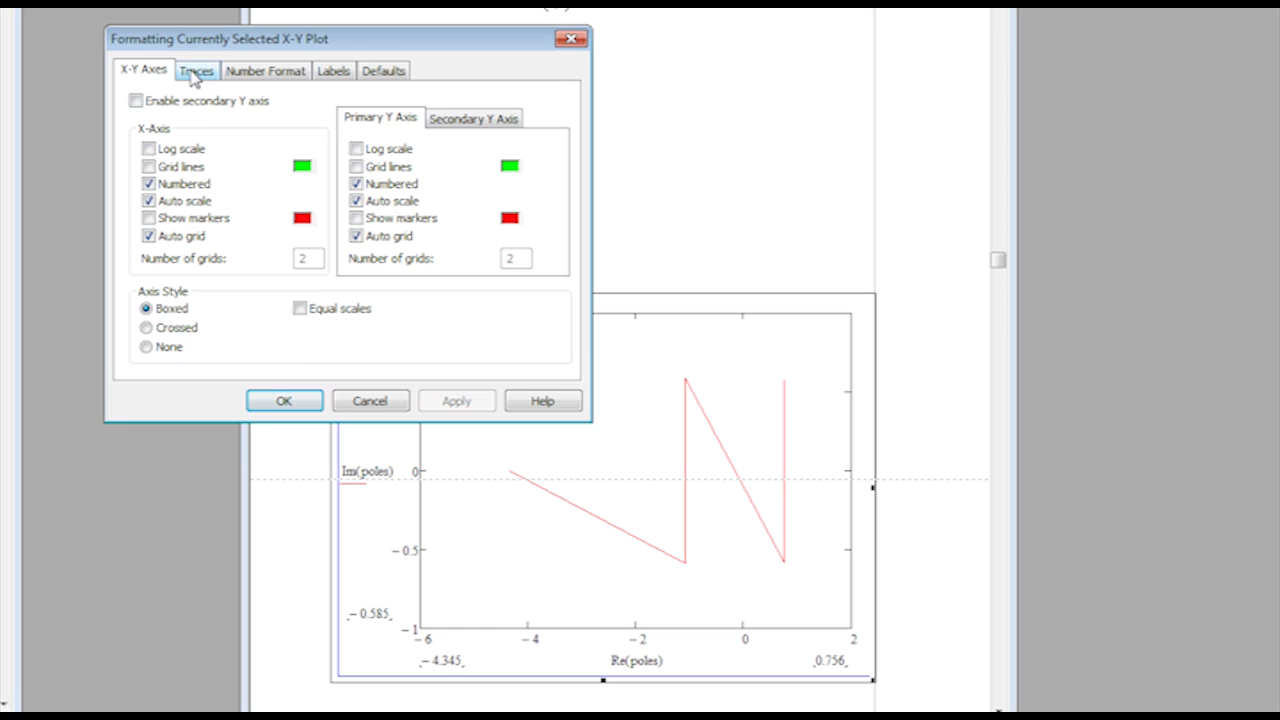 Formatting Currently Selected X-Y Plot
X-Y Axes Traces Number Format Labels Defaults
Enable secondary Y axis
X-Axis
Log scale
Grid lines
Numbered
Auto scale
Show markers
Auto grid
Number of grids: 2
Primary Y Axis Secondary Y Axis
Log scale
Grid lines
Numbered
Auto scale
Show markers
Auto grid
Number of grids: 2
Axis Style
Boxed
Crossed
None
Equal scales
OK Cancel Apply Help
Im(poles) 0
−0.5
−0.585
−1
−6 −4 −2 0 2
−4.345 Re(poles) 0.756